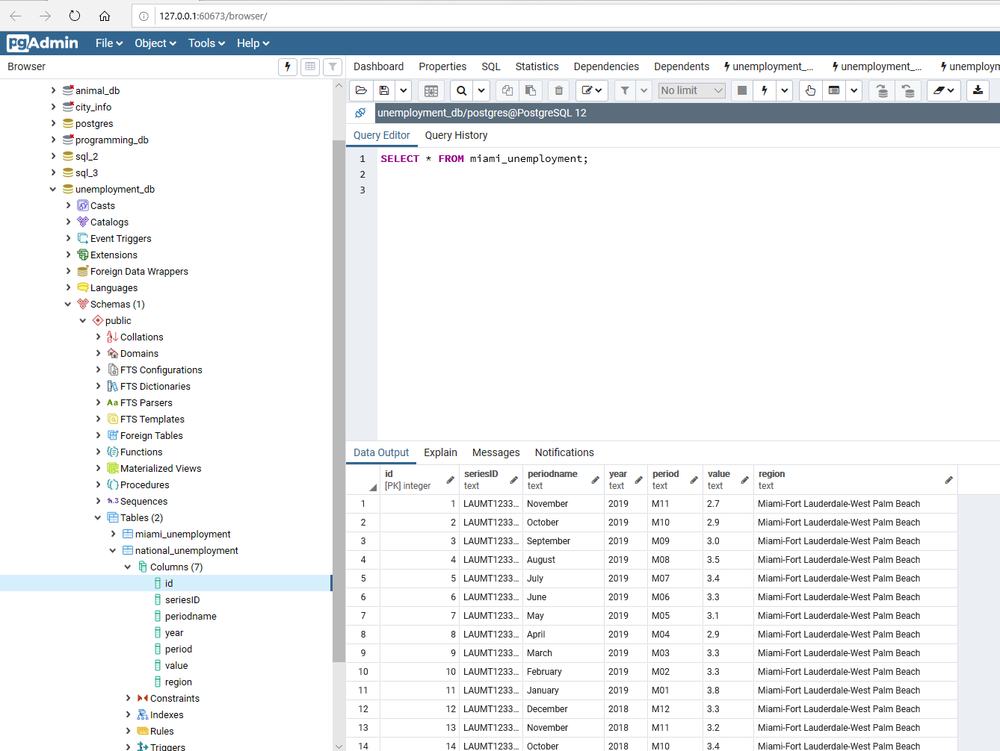 127.0.0.1:60673/browser/
pgAdmin File Object Tools Help
Browser
Dashboard Properties SQL Statistics Dependencies Dependents unemployment_... unemployment_... unemploym
animal_db
city_info
postgres
programming_db
sql_2
sql_3
unemployment_db
Casts
Catalogs
Event Triggers
Extensions
Foreign Data Wrappers
Languages
Schemas (1)
public
Collations
Domains
FTS Configurations
FTS Dictionaries
Aa FTS Parsers
FTS Templates
Foreign Tables
Functions
Materialized Views
Procedures
1..3 Sequences
Tables (2)
miami_unemployment
national_unemployment
Columns (7)
id
seriesID
periodname
year
period
value
region
Constraints
Indexes
Rules
Triggers
No limit
unemployment_db/postgres@PostgreSQL 12
Query Editor Query History
1 SELECT * FROM miami_unemployment;
2
3
Data Output Explain Messages Notifications
id seriesID periodname year period value region
[PK] integer text text text text text text
1 1 LAUMT1233... November 2019 M11 2.7 Miami-Fort Lauderdale-West Palm Beach
2 2 LAUMT1233... October 2019 M10 2.9 Miami-Fort Lauderdale-West Palm Beach
3 3 LAUMT1233... September 2019 M09 3.0 Miami-Fort Lauderdale-West Palm Beach
4 4 LAUMT1233... August 2019 M08 3.5 Miami-Fort Lauderdale-West Palm Beach
5 5 LAUMT1233... July 2019 M07 3.4 Miami-Fort Lauderdale-West Palm Beach
6 6 LAUMT1233... June 2019 M06 3.3 Miami-Fort Lauderdale-West Palm Beach
7 7 LAUMT1233... May 2019 M05 3.1 Miami-Fort Lauderdale-West Palm Beach
8 8 LAUMT1233... April 2019 M04 2.9 Miami-Fort Lauderdale-West Palm Beach
9 9 LAUMT1233... March 2019 M03 3.3 Miami-Fort Lauderdale-West Palm Beach
10 10 LAUMT1233... February 2019 M02 3.3 Miami-Fort Lauderdale-West Palm Beach
11 11 LAUMT1233... January 2019 M01 3.8 Miami-Fort Lauderdale-West Palm Beach
12 12 LAUMT1233... December 2018 M12 3.3 Miami-Fort Lauderdale-West Palm Beach
13 13 LAUMT1233... November 2018 M11 3.2 Miami-Fort Lauderdale-West Palm Beach
14 14 LAUMT1233... October 2018 M10 3.4 Miami-Fort Lauderdale-West Palm Beach